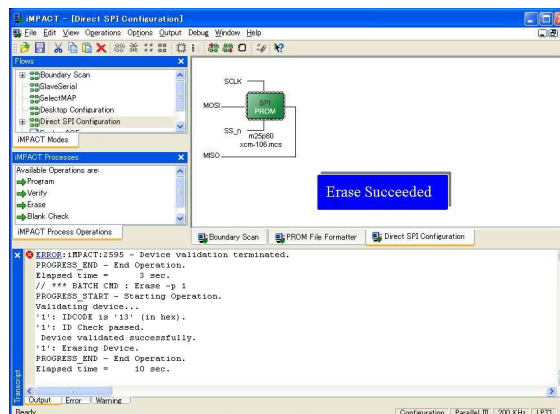 iMPACT - [Direct SPI Configuration]
File Edit View Operations Options Output Debug Window Help
Flows
Boundary Scan
SlaveSerial
SelectMAP
Desktop Configuration
Direct SPI Configuration
iMPACT Modes
iMPACT Processes
Available Operations are:
Program
Verify
Erase
Blank Check
iMPACT Process Operations
SCLK
MOSI
SPI
PROM
SS_n
m25p80
xcm-106.mcs
MISO
Erase Succeeded
Boundary Scan
PROM File Formatter
Direct SPI Configuration
ERROR:iMPACT:2595 - Device validation terminated.
PROGRESS_END - End Operation.
Elapsed time = 3 sec.
// *** BATCH CMD : Erase -p 1
PROGRESS_START - Starting Operation.
Validating device...
'1': IDCODE is '13' (in hex).
'1': ID Check passed.
Device validated successfully.
'1': Erasing Device.
PROGRESS_END - End Operation.
Elapsed time = 10 sec.
Transcript
Output Error Warning
Ready
Configuration Parallel III 200 KHz LPT1